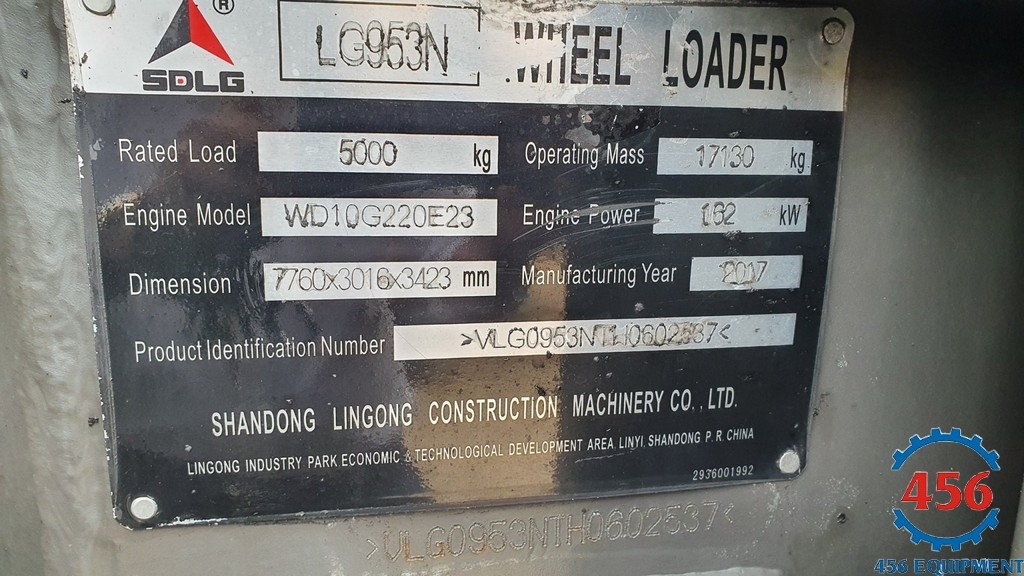 ®
SDLG
LG953N
WHEEL LOADER
Rated Load 5000 kg Operating Mass 17130 kg
Engine Model WD10G220E23 Engine Power 162 kW
Dimension 7760x3016x3423 mm Manufacturing Year 2017
Product Identification Number
SHANDONG LINGONG CONSTRUCTION MACHINERY CO., LTD.
LINGONG INDUSTRY PARK ECONOMIC & TECHNOLOGICAL DEVELOPMENT AREA LINYI SHANDONG P. R. CHINA
2936001992
>VLG0953NTH0602537<
456
456 EQUIPMENT